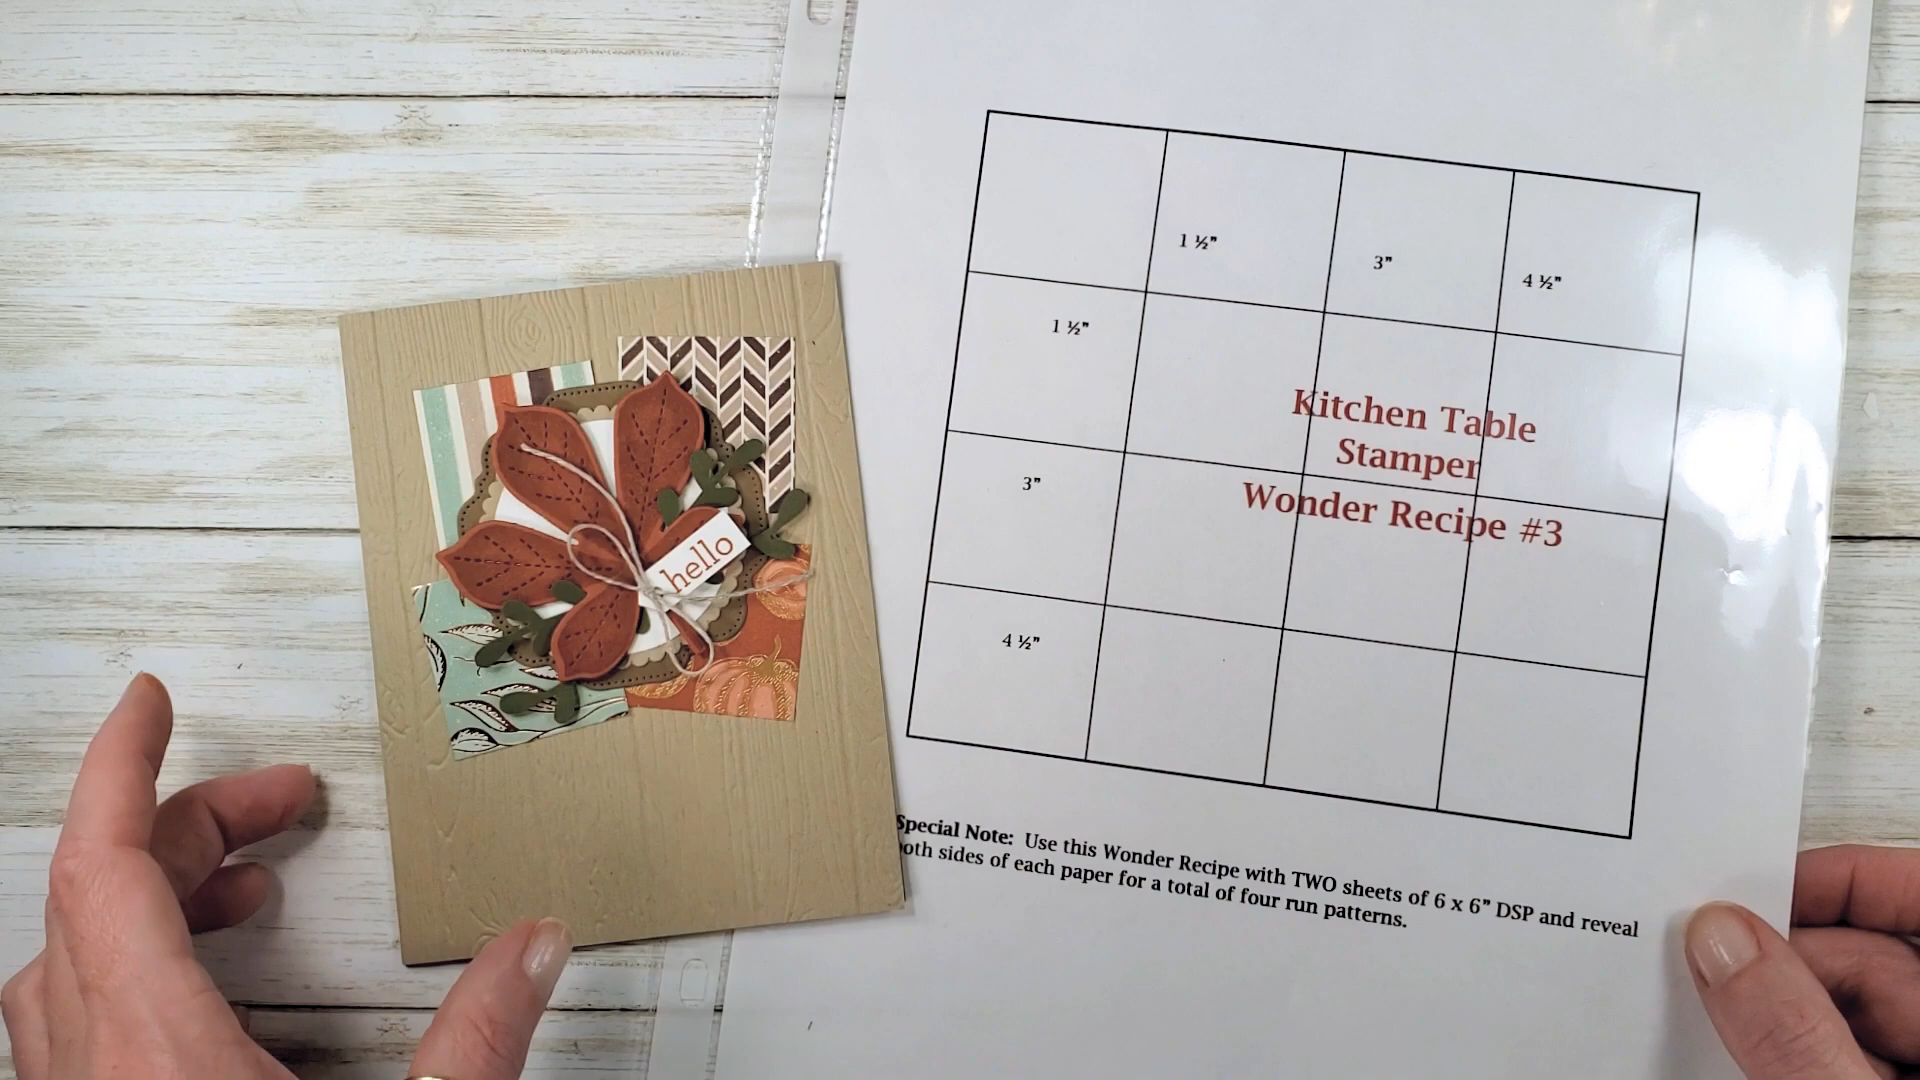 hello
1 ½"
3"
4 ½"
1 ½"
3"
4 ½"
Kitchen Table
Stamper
Wonder Recipe #3
Special Note: Use this Wonder Recipe with TWO sheets of 6 x 6" DSP and reveal
both sides of each paper for a total of four run patterns.